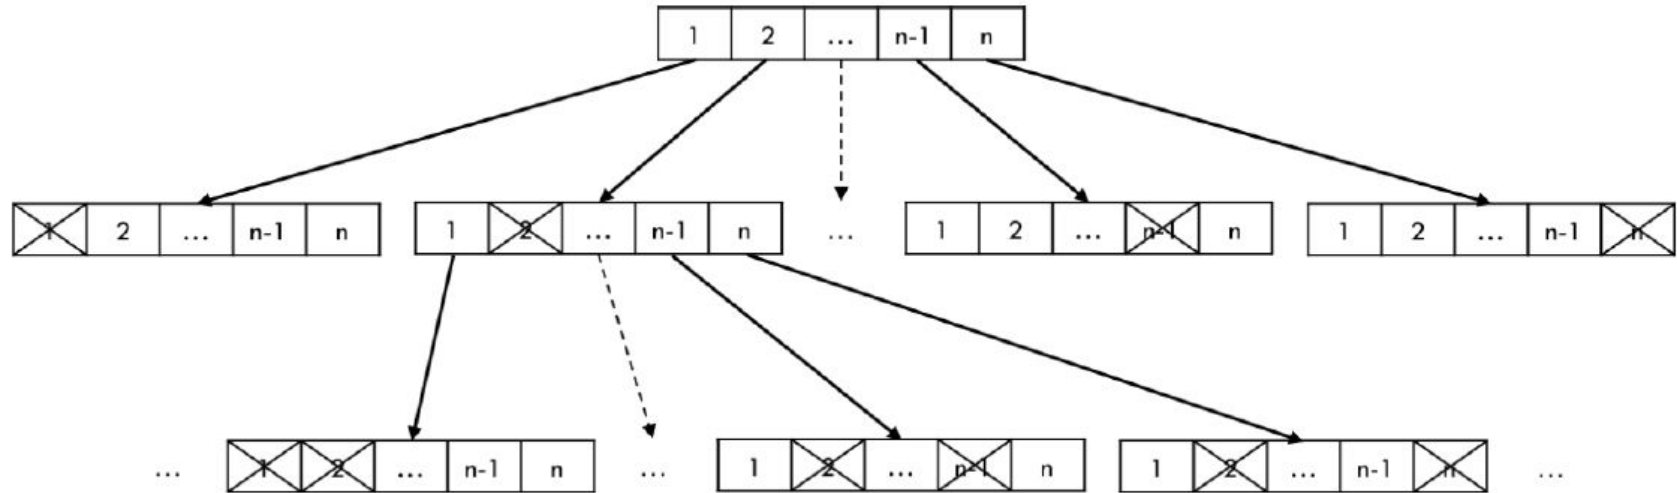 1 2 ... n-1 n
1 2 ... n-1 n 1 2 ... n-1 n ... 1 2 ... n-1 n 1 2 ... n-1 n
... 1 2 ... n-1 n ... 1 2 ... n-1 n 1 2 ... n-1 n ...